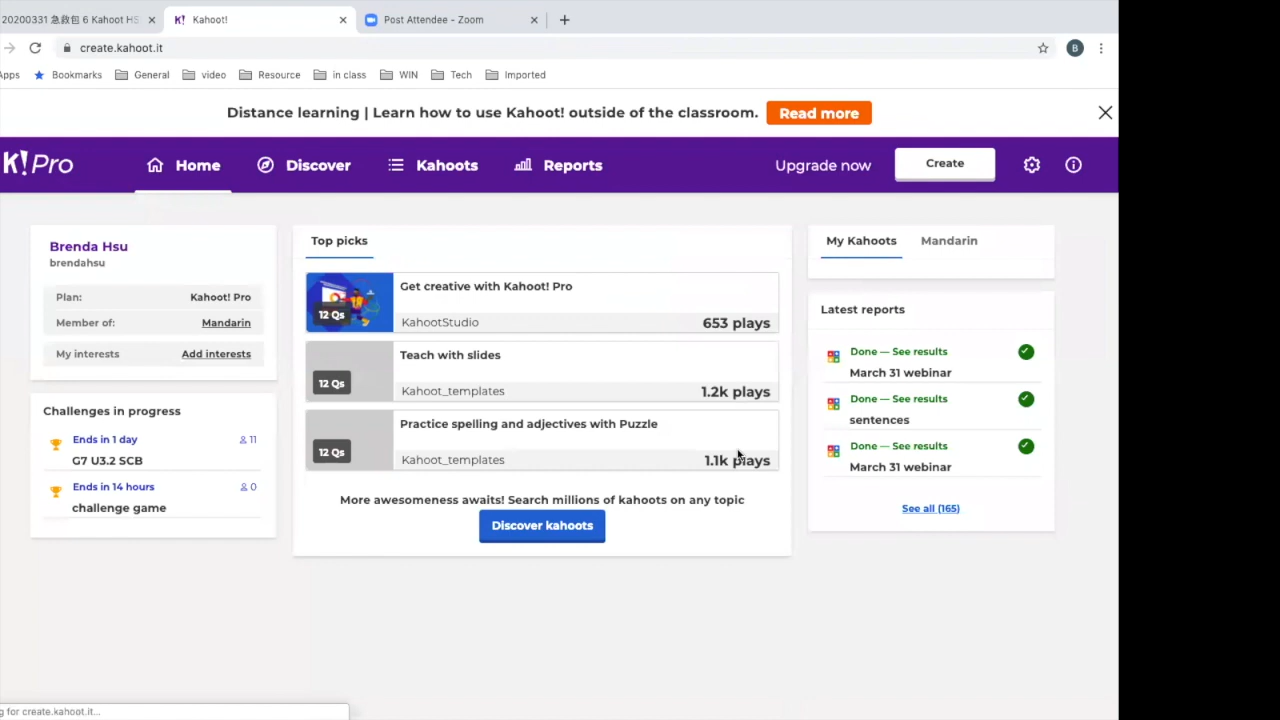 20200331 急救包 6 Kahoot HS
K! Kahoot!
Post Attendee - Zoom
create.kahoot.it
B
Apps
Bookmarks
General
video
Resource
in class
WIN
Tech
Imported
Distance learning | Learn how to use Kahoot! outside of the classroom.
Read more
K! Pro
Home
Discover
Kahoots
Reports
Upgrade now
Create
Brenda Hsu
brendahsu
Plan: Kahoot! Pro
Member of: Mandarin
My interests Add interests
Challenges in progress
Ends in 1 day 11
G7 U3.2 SCB
Ends in 14 hours 0
challenge game
Top picks
Get creative with Kahoot! Pro
12 Qs
KahootStudio 653 plays
Teach with slides
12 Qs
Kahoot_templates 1.2k plays
Practice spelling and adjectives with Puzzle
12 Qs
Kahoot_templates 1.1k plays
More awesomeness awaits! Search millions of kahoots on any topic
Discover kahoots
My Kahoots Mandarin
Latest reports
Done — See results
March 31 webinar
Done — See results
sentences
Done — See results
March 31 webinar
See all (165)
g for create.kahoot.it...